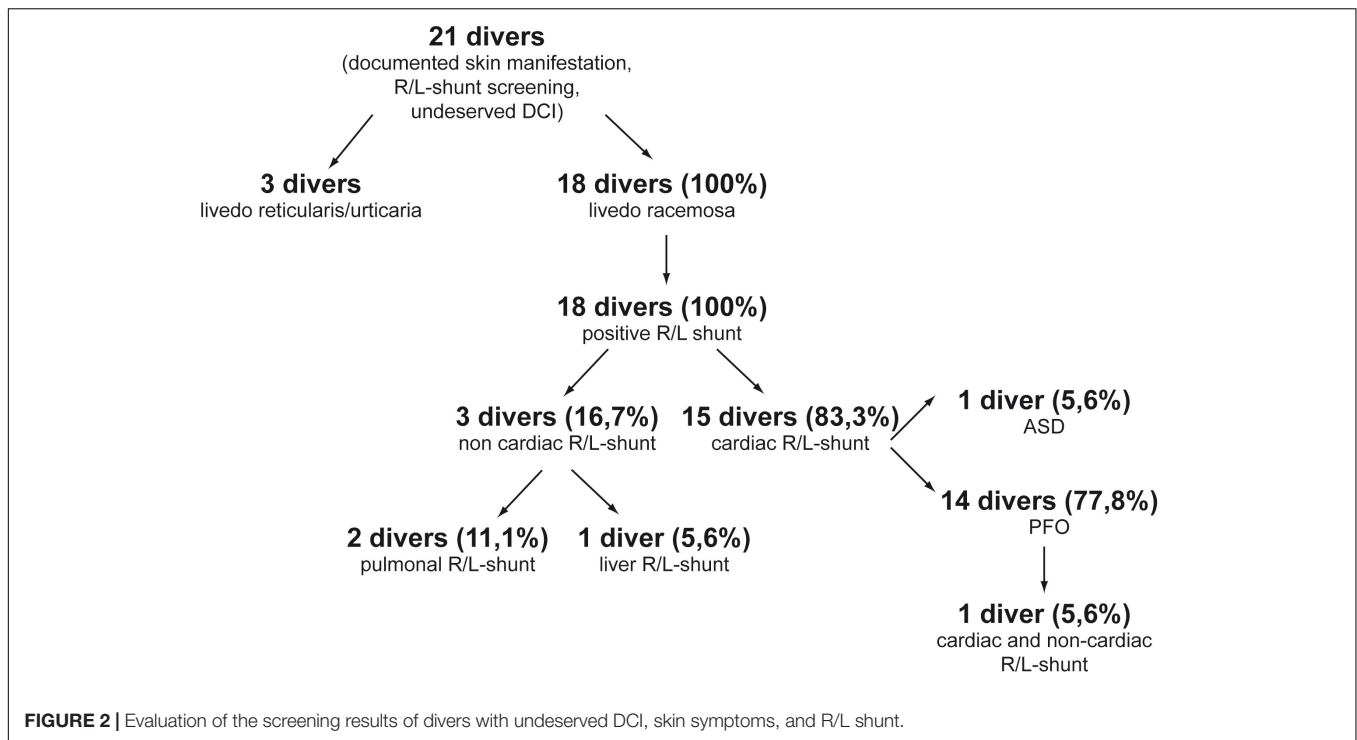 21 divers
(documented skin manifestation,
R/L-shunt screening,
undeserved DCI)
3 divers
livedo reticularis/urticaria
18 divers (100%)
livedo racemosa
18 divers (100%)
positive R/L shunt
3 divers (16,7%)
non cardiac R/L-shunt
15 divers (83,3%)
cardiac R/L-shunt
1 diver (5,6%)
ASD
14 divers (77,8%)
PFO
2 divers (11,1%)
pulmonal R/L-shunt
1 diver (5,6%)
liver R/L-shunt
1 diver (5,6%)
cardiac and non-cardiac
R/L-shunt
FIGURE 2 | Evaluation of the screening results of divers with undeserved DCI, skin symptoms, and R/L shunt.